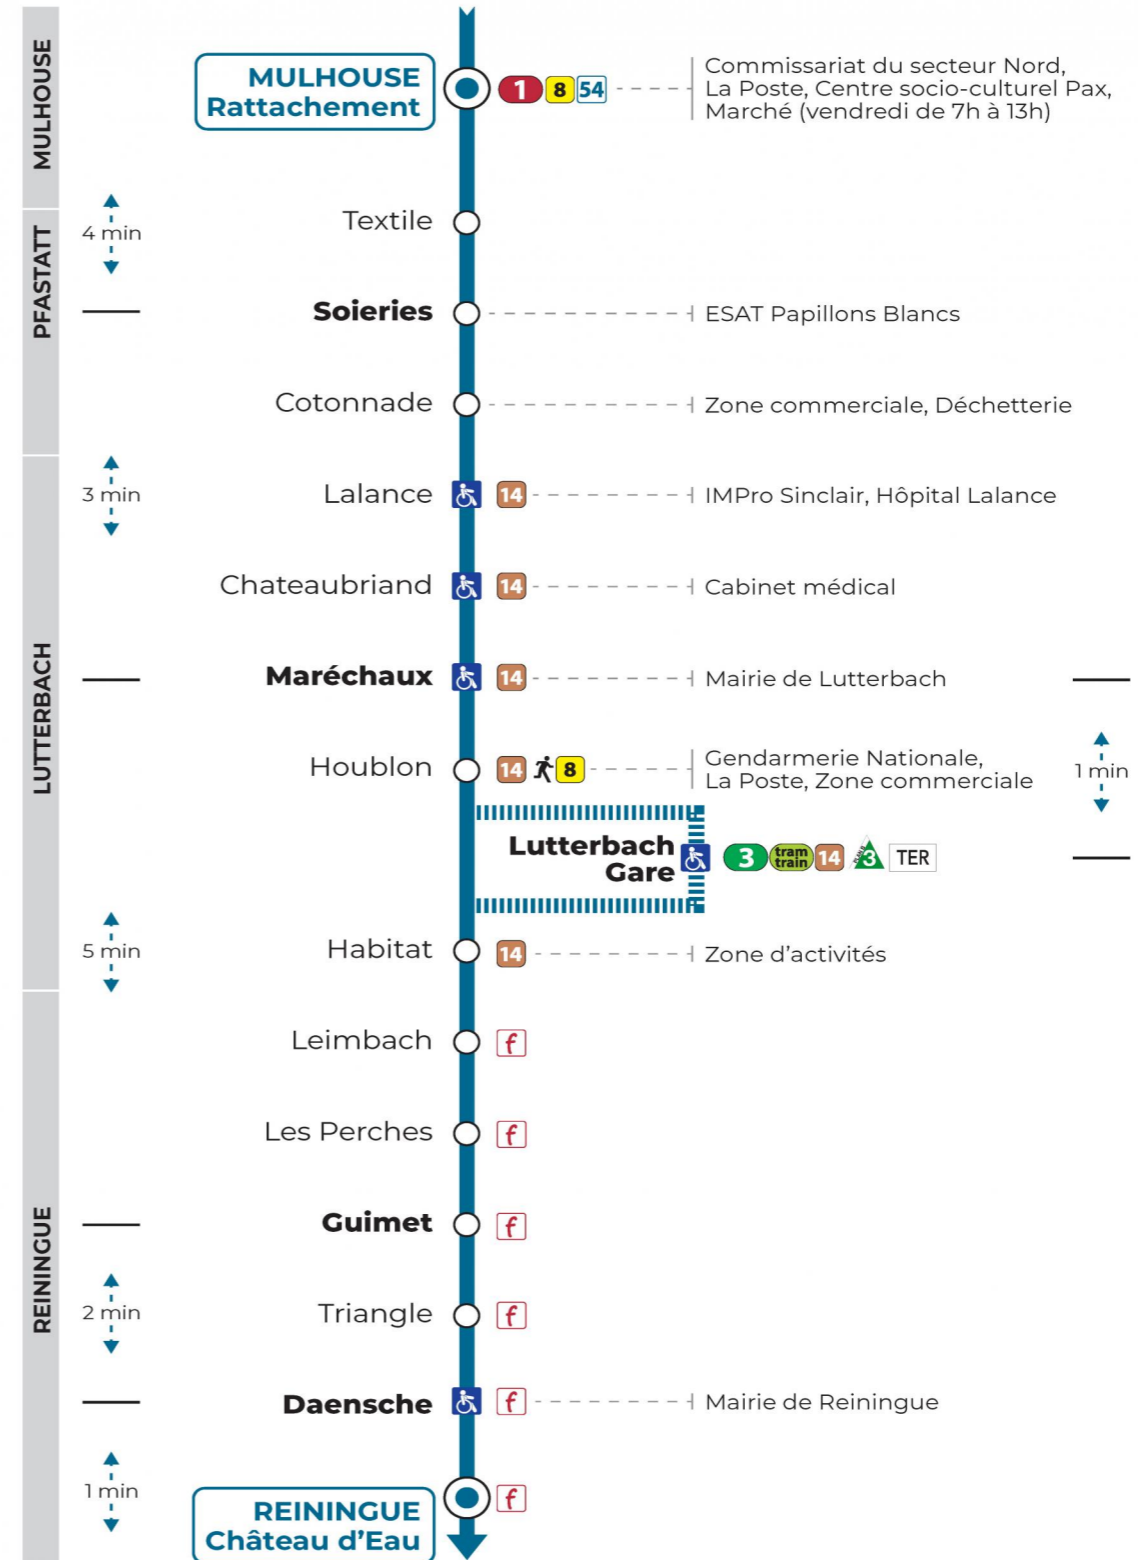 MULHOUSE
MULHOUSE
Rattachement
1 8 54
Commissariat du secteur Nord,
La Poste, Centre socio-culturel Pax,
Marché (vendredi de 7h à 13h)
PFASTATT
4 min
Textile
Soieries
ESAT Papillons Blancs
Cotonnade
Zone commerciale, Déchetterie
LUTTERBACH
3 min
Lalance
14
IMPro Sinclair, Hôpital Lalance
Chateaubriand
14
Cabinet médical
Maréchaux
14
Mairie de Lutterbach
Houblon
14 8
Gendarmerie Nationale,
La Poste, Zone commerciale
1 min
Lutterbach
Gare
3 tram train 14 3 TER
5 min
Habitat
14
Zone d'activités
REININGUE
Leimbach
f
Les Perches
f
Guimet
f
2 min
Triangle
f
Daensche
f
Mairie de Reiningue
1 min
REININGUE
Château d'Eau
f